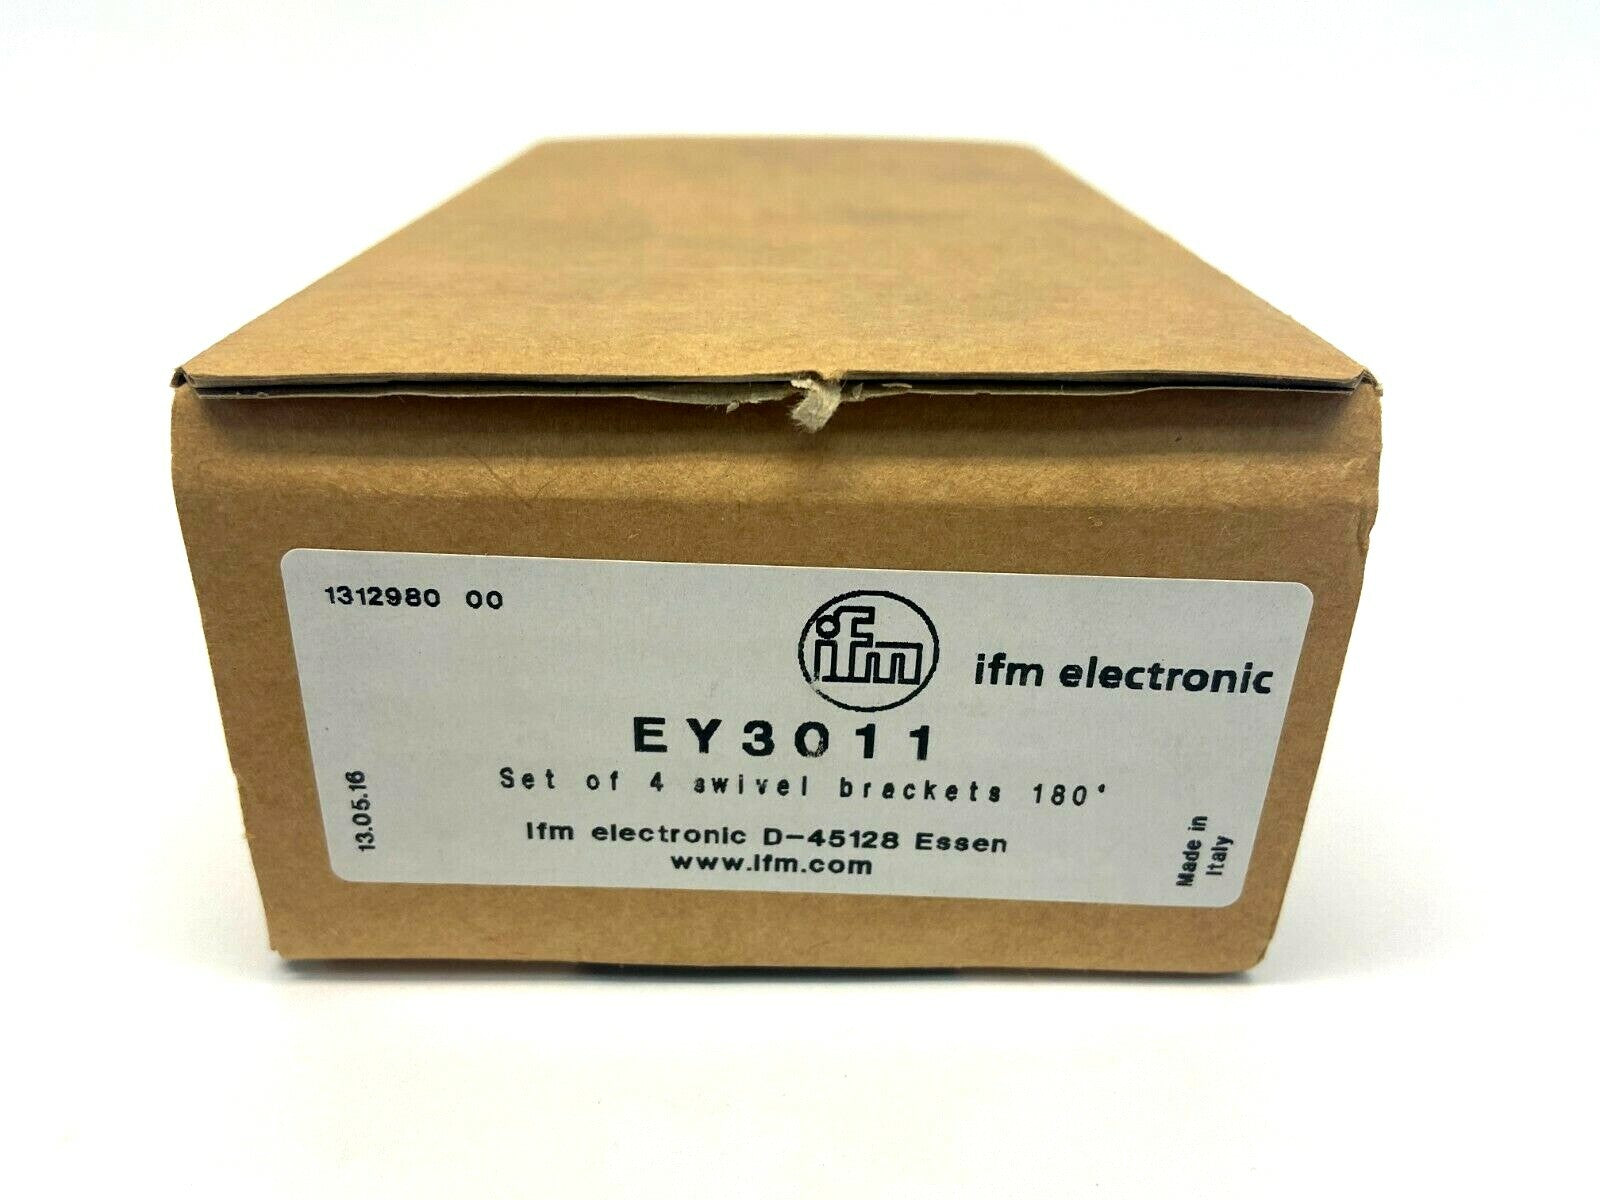 1312980 00
ifm
ifm electronic
EY3011
Set of 4 swivel brackets 180°
ifm electronic D-45128 Essen
www.ifm.com
13.05.16
Made in
Italy